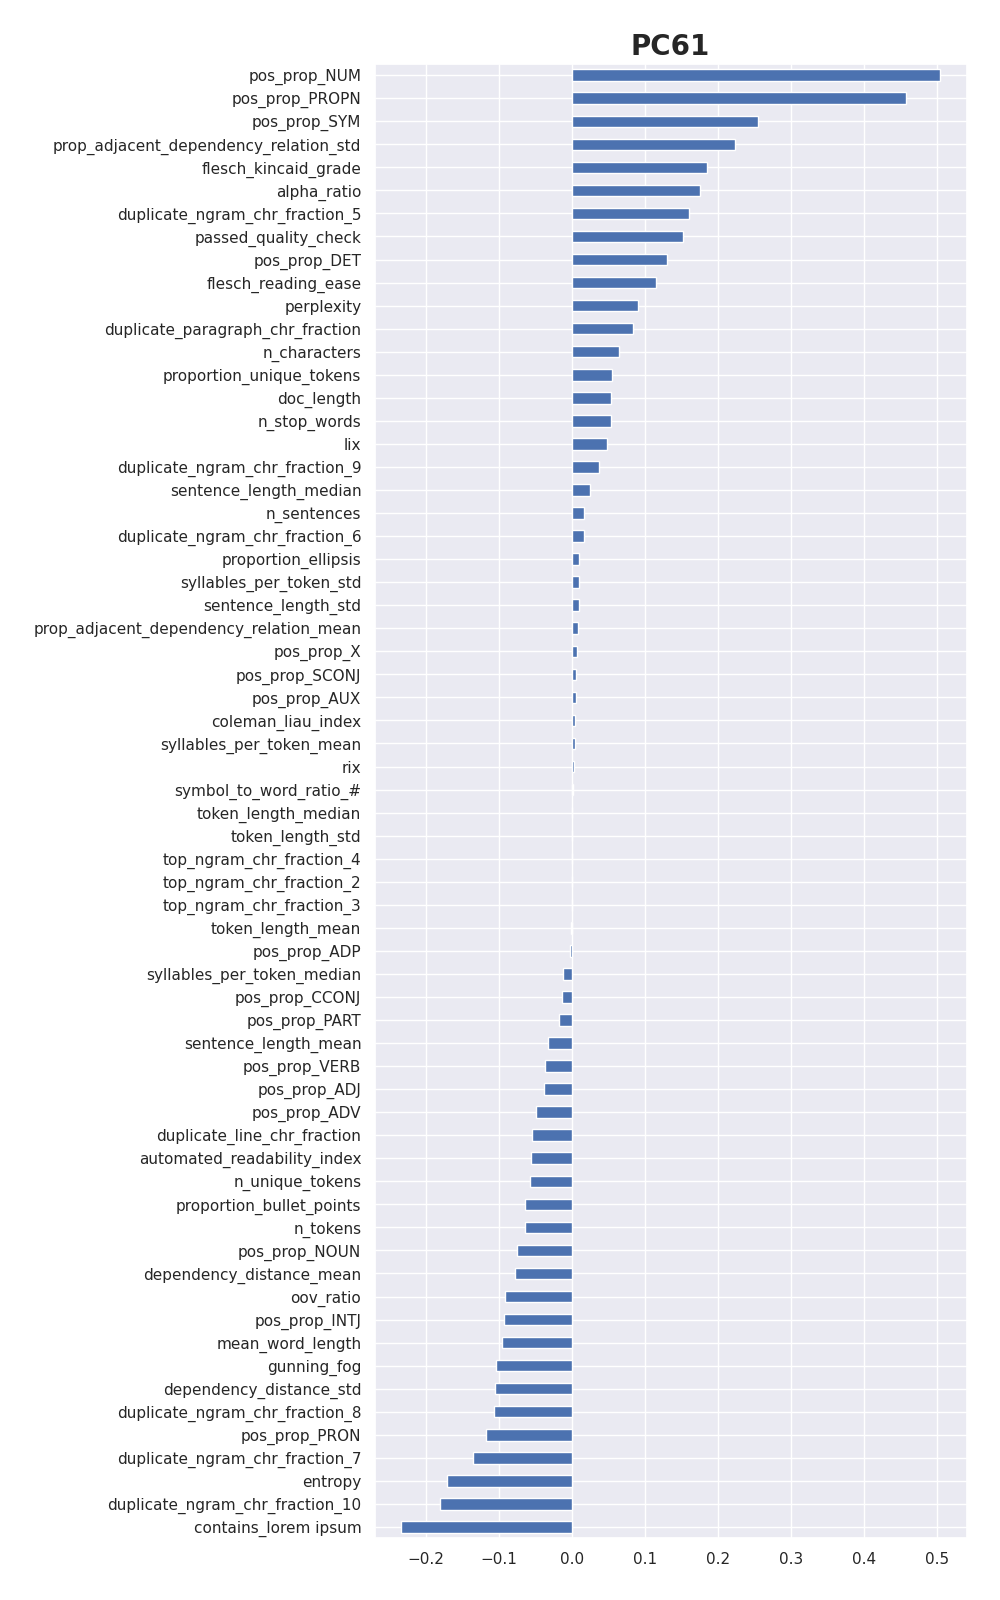 PC61
pos_prop_NUM
pos_prop_PROPN
pos_prop_SYM
prop_adjacent_dependency_relation_std
flesch_kincaid_grade
alpha_ratio
duplicate_ngram_chr_fraction_5
passed_quality_check
pos_prop_DET
flesch_reading_ease
perplexity
duplicate_paragraph_chr_fraction
n_characters
proportion_unique_tokens
doc_length
n_stop_words
lix
duplicate_ngram_chr_fraction_9
sentence_length_median
n_sentences
duplicate_ngram_chr_fraction_6
proportion_ellipsis
syllables_per_token_std
sentence_length_std
prop_adjacent_dependency_relation_mean
pos_prop_X
pos_prop_SCONJ
pos_prop_AUX
coleman_liau_index
syllables_per_token_mean
rix
symbol_to_word_ratio_#
token_length_median
token_length_std
top_ngram_chr_fraction_4
top_ngram_chr_fraction_2
top_ngram_chr_fraction_3
token_length_mean
pos_prop_ADP
syllables_per_token_median
pos_prop_CCONJ
pos_prop_PART
sentence_length_mean
pos_prop_VERB
pos_prop_ADJ
pos_prop_ADV
duplicate_line_chr_fraction
automated_readability_index
n_unique_tokens
proportion_bullet_points
n_tokens
pos_prop_NOUN
dependency_distance_mean
oov_ratio
pos_prop_INTJ
mean_word_length
gunning_fog
dependency_distance_std
duplicate_ngram_chr_fraction_8
pos_prop_PRON
duplicate_ngram_chr_fraction_7
entropy
duplicate_ngram_chr_fraction_10
contains_lorem ipsum
−0.2 −0.1 0.0 0.1 0.2 0.3 0.4 0.5